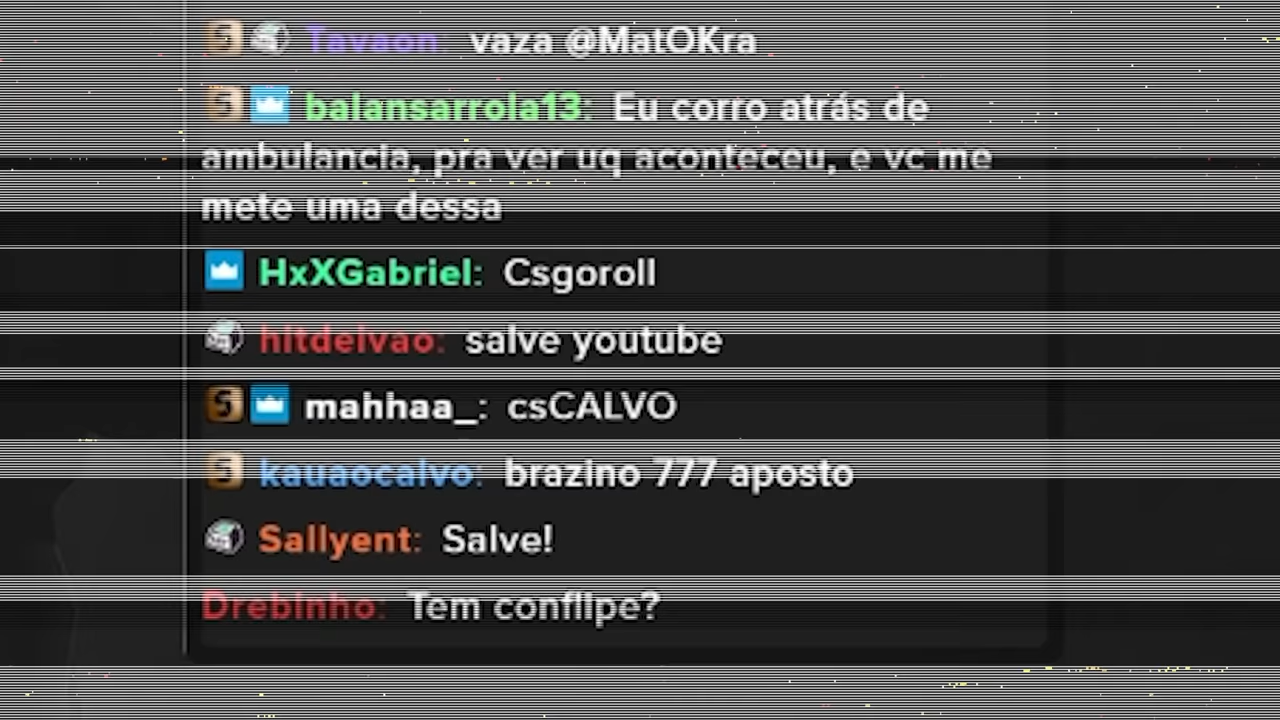 Tavaon: vaza @MatOKra
balansarrola13: Eu corro atrás de
ambulancia, pra ver uq aconteceu, e vc me
mete uma dessa
HxXGabriel: Csgoroll
hitdeivao: salve youtube
mahhaa_: csCALVO
kauaocalvo: brazino 777 aposto
Sallyent: Salve!
Drebinho: Tem conflipe?